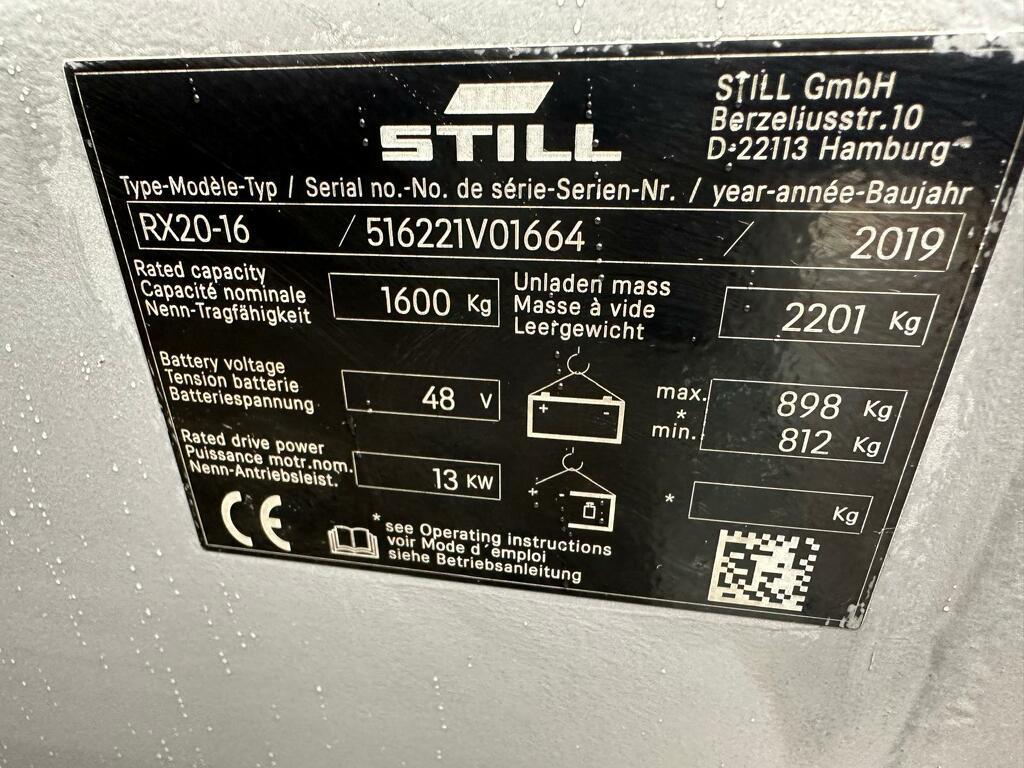 STILL
STILL GmbH
Berzeliusstr.10
D-22113 Hamburg
Type-Modèle-Typ / Serial no.-No. de série-Serien-Nr. / year-année-Baujahr
RX20-16 / 516221V01664 / 2019
Rated capacity
Capacité nominale
Nenn-Tragfähigkeit
1600 Kg
Unladen mass
Masse à vide
Leergewicht
2201 Kg
Battery voltage
Tension batterie
Batteriespannung
48 V
+ -
max.
*
min.
898 Kg
812 Kg
Rated drive power
Puissance motr.nom.
Nenn-Antriebsleist.
13 KW
+ -
* Kg
CE
* see Operating instructions
voir Mode d'emploi
siehe Betriebsanleitung